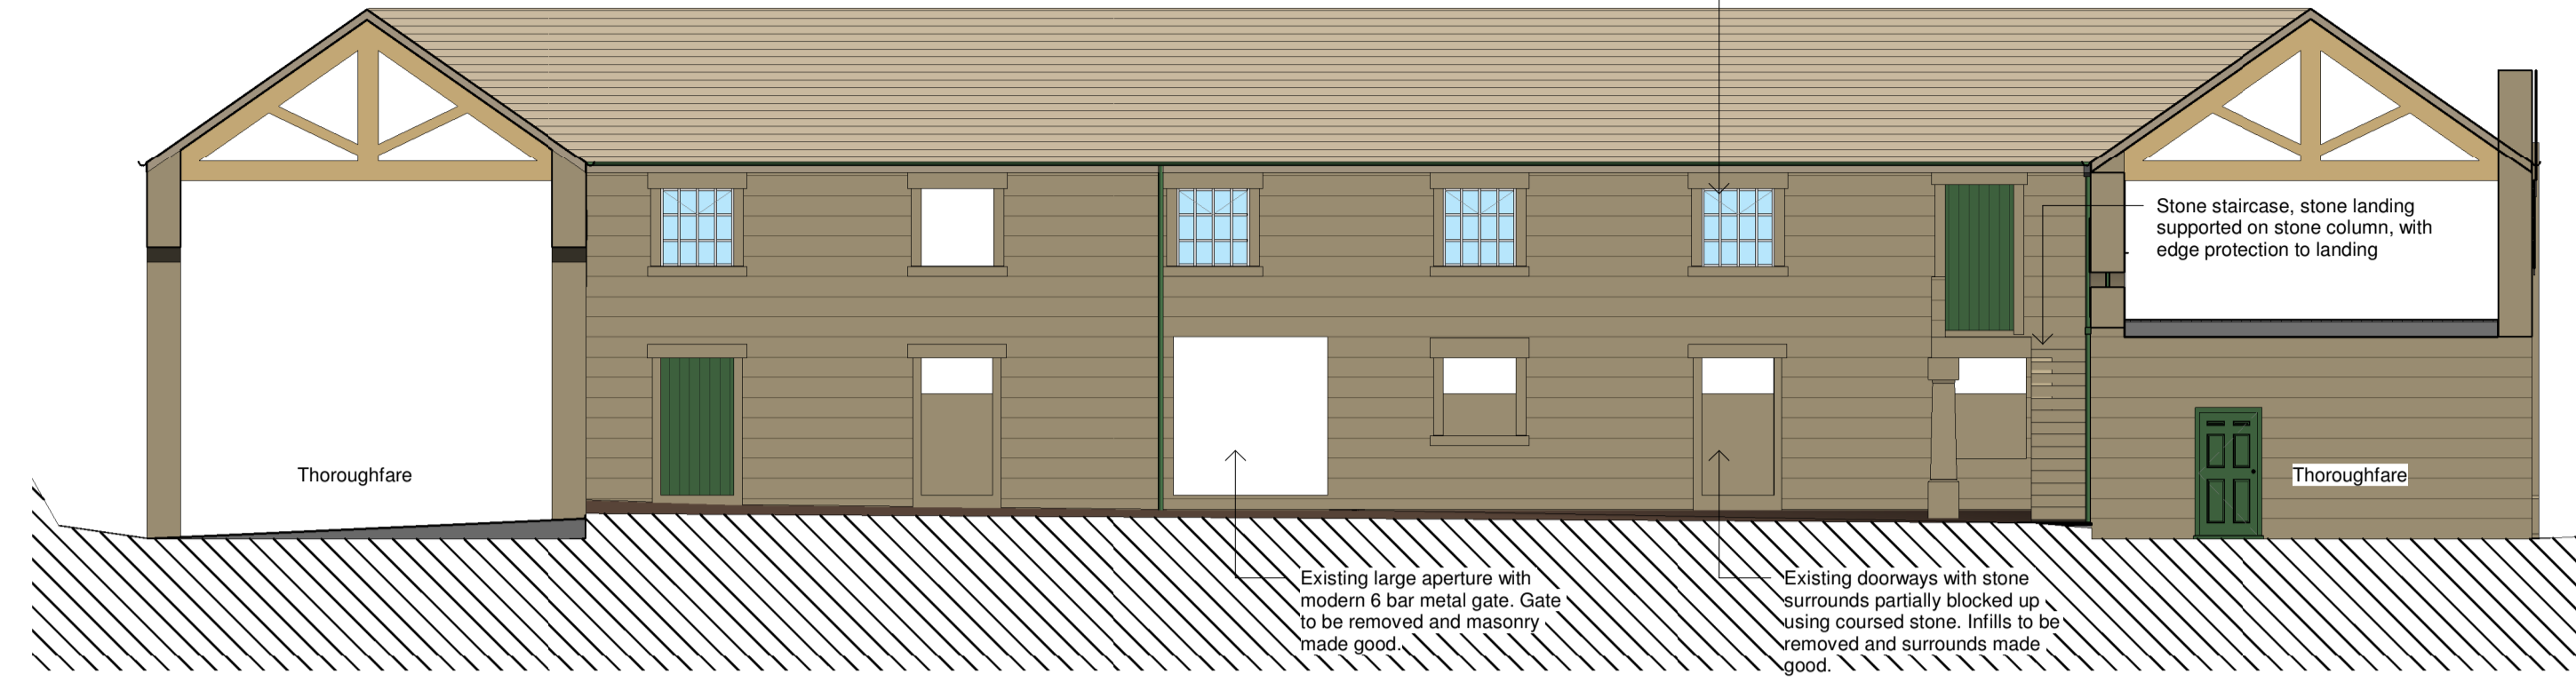 Stone staircase, stone landing
supported on stone column, with
edge protection to landing
Thoroughfare
Thoroughfare
Existing large aperture with
modern 6 bar metal gate. Gate
to be removed and masonry
made good.
Existing doorways with stone
surrounds partially blocked up
using coursed stone. Infills to be
removed and surrounds made
good.